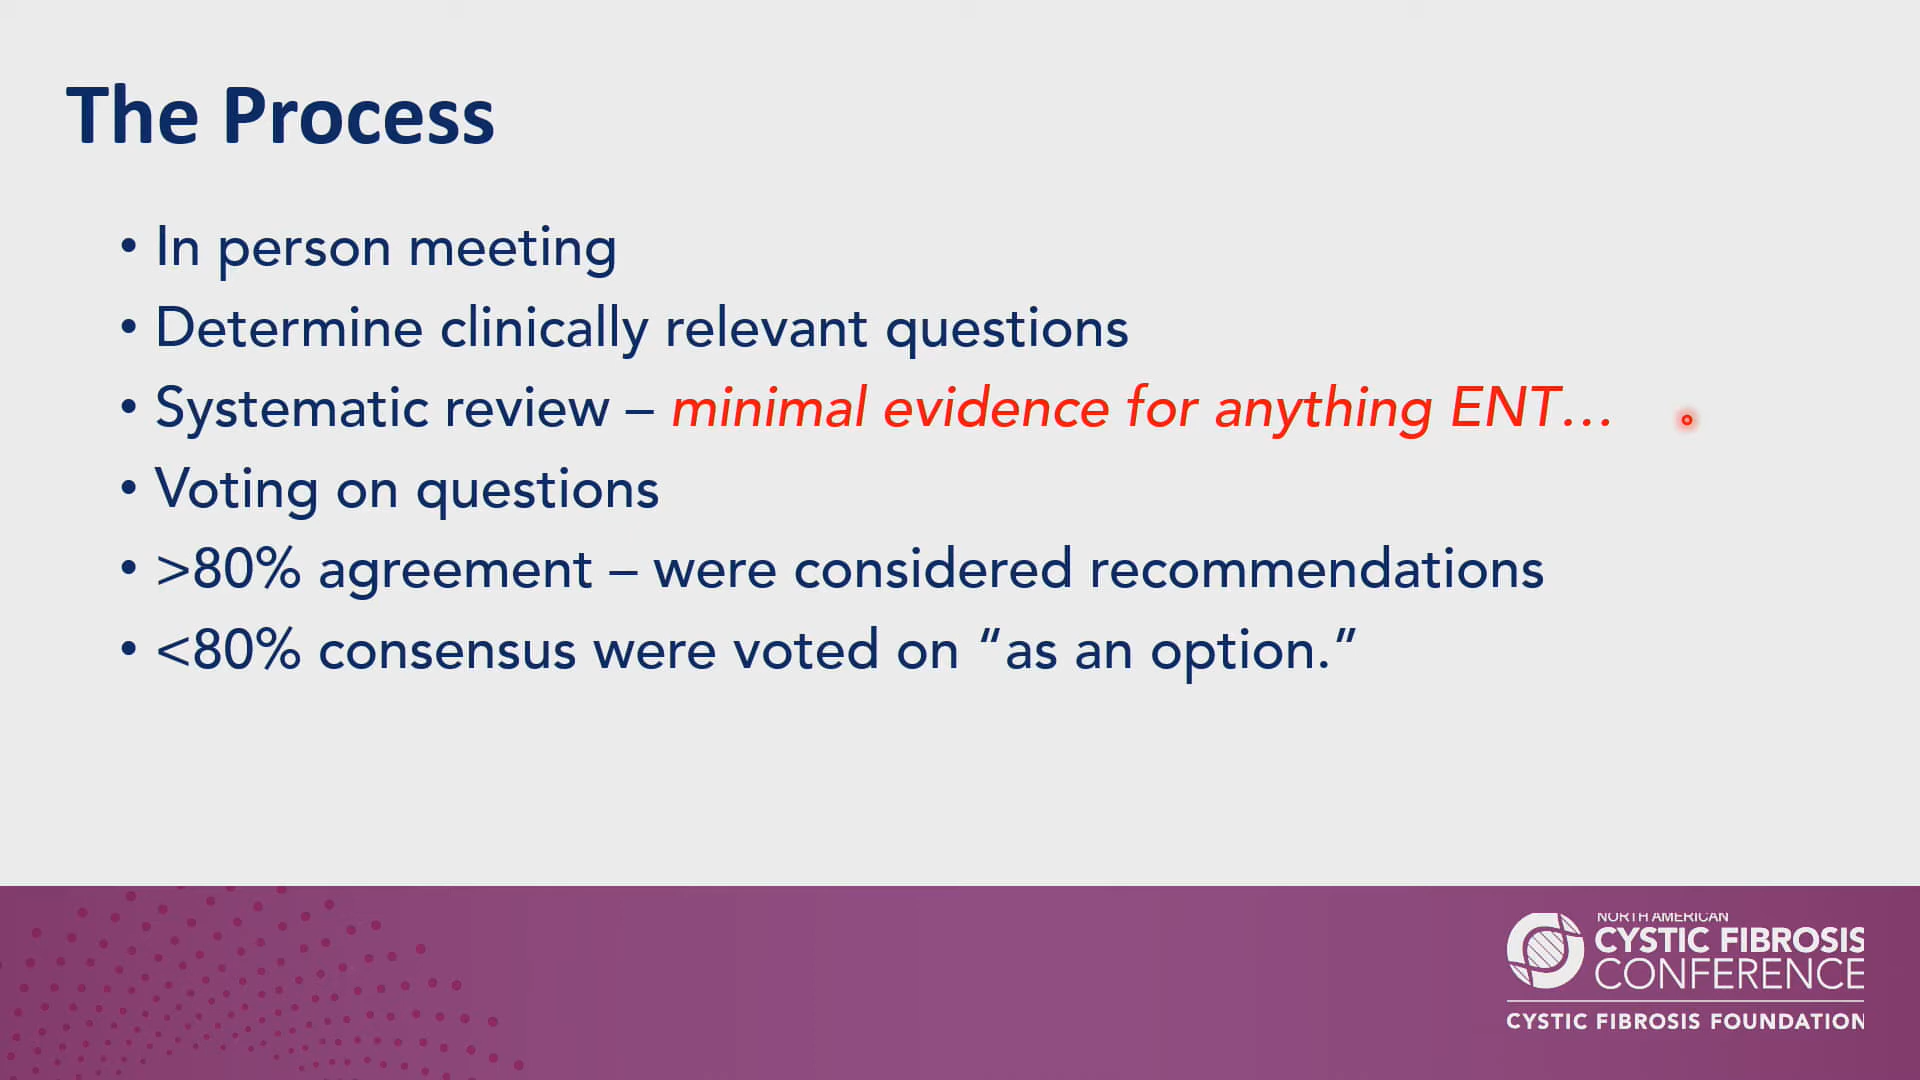 The Process
• In person meeting
• Determine clinically relevant questions
• Systematic review – minimal evidence for anything ENT...
• Voting on questions
• >80% agreement – were considered recommendations
• <80% consensus were voted on “as an option.”
NORTH AMERICAN
CYSTIC FIBROSIS
CONFERENCE
CYSTIC FIBROSIS FOUNDATION